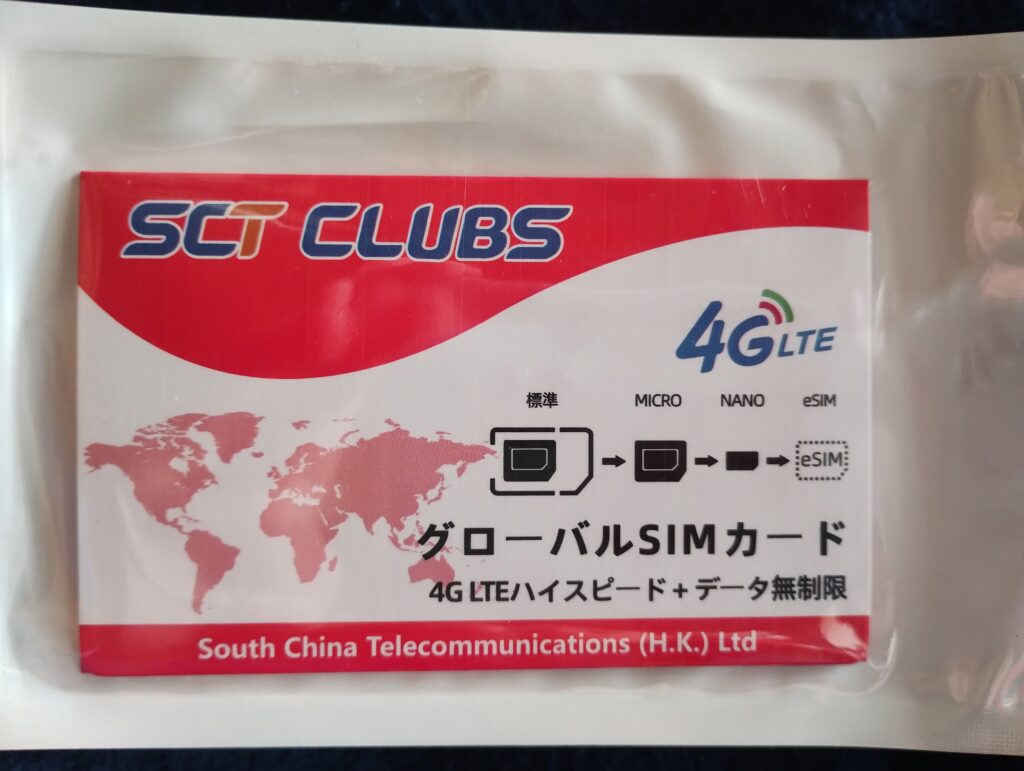 SCT CLUBS
4G LTE
標準 MICRO NANO eSIM
eSIM
グローバルSIMカード
4G LTEハイスピード+データ無制限
South China Telecommunications (H.K.) Ltd